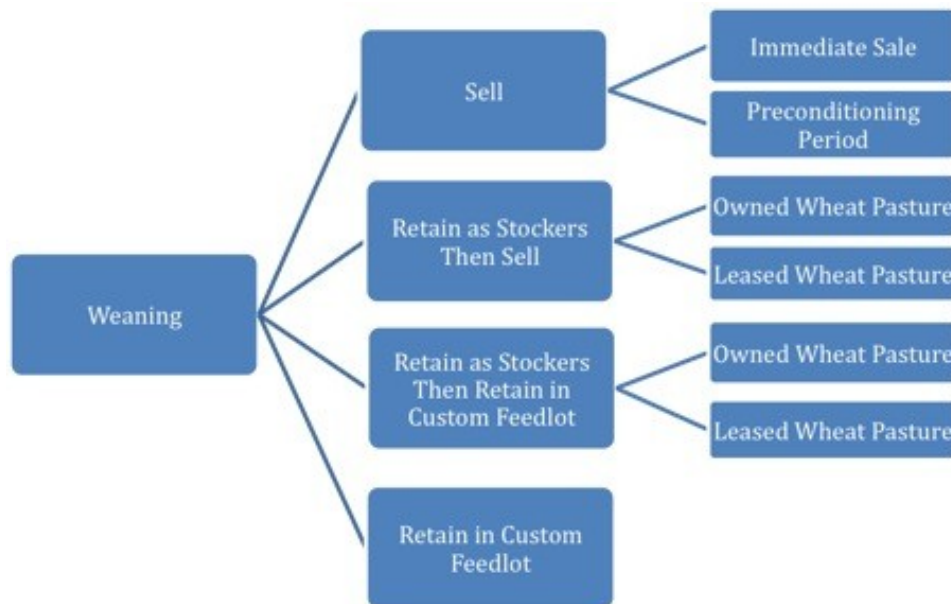 Weaning
Sell
Immediate Sale
Preconditioning
Period
Retain as Stockers
Then Sell
Owned Wheat Pasture
Leased Wheat Pasture
Retain as Stockers
Then Retain in
Custom Feedlot
Owned Wheat Pasture
Leased Wheat Pasture
Retain in Custom
Feedlot